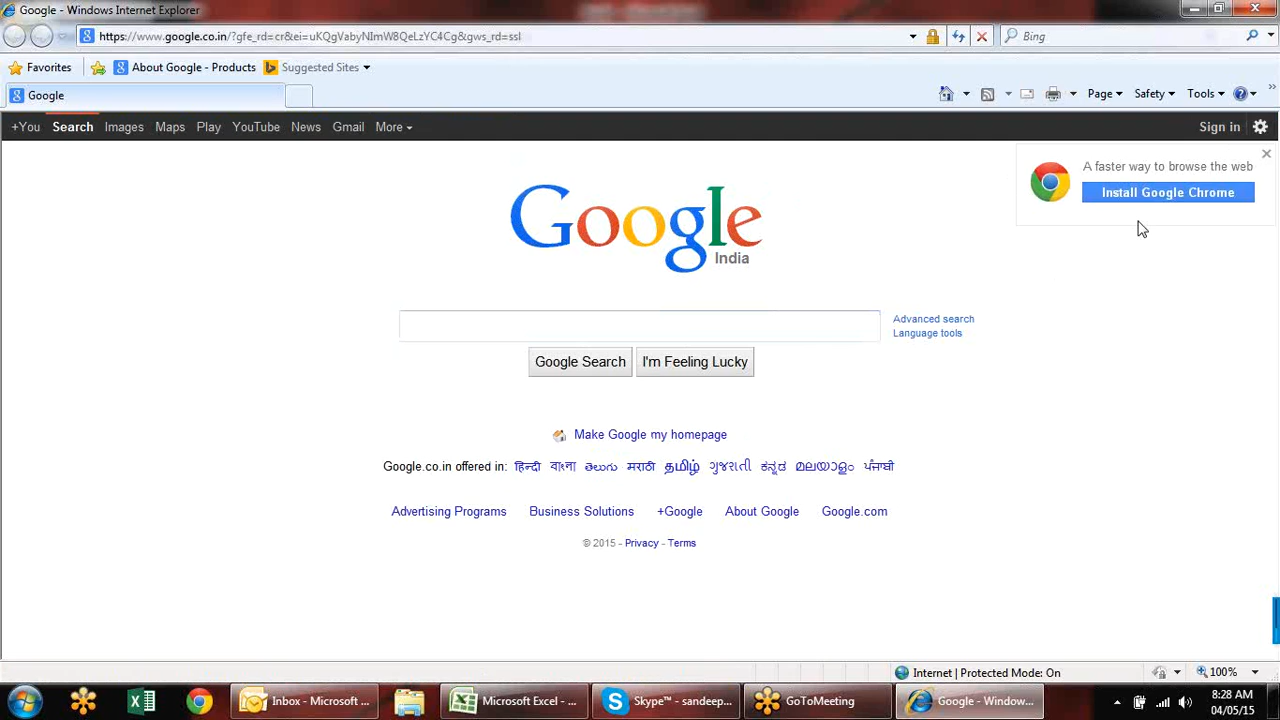 Google - Windows Internet Explorer
https://www.google.co.in/?gfe_rd=cr&ei=uKQgVabyNImW8QeLzYC4Cg&gws_rd=ssl
Bing
Favorites About Google - Products Suggested Sites
Google
Page Safety Tools
+You Search Images Maps Play YouTube News Gmail More
Sign in
A faster way to browse the web
Install Google Chrome
Google
India
Advanced search
Language tools
Google Search I'm Feeling Lucky
Make Google my homepage
Google.co.in offered in: हिन्दी বাংলা తెలుగు मराठी தமிழ் ગુજરાતી ಕನ್ನಡ മലയാളം ਪੰਜਾਬੀ
Advertising Programs Business Solutions +Google About Google Google.com
© 2015 - Privacy - Terms
Internet | Protected Mode: On
100%
Inbox - Microsoft ... Microsoft Excel - ... Skype™ - sandeep... GoToMeeting Google - Window...
8:28 AM
04/05/15